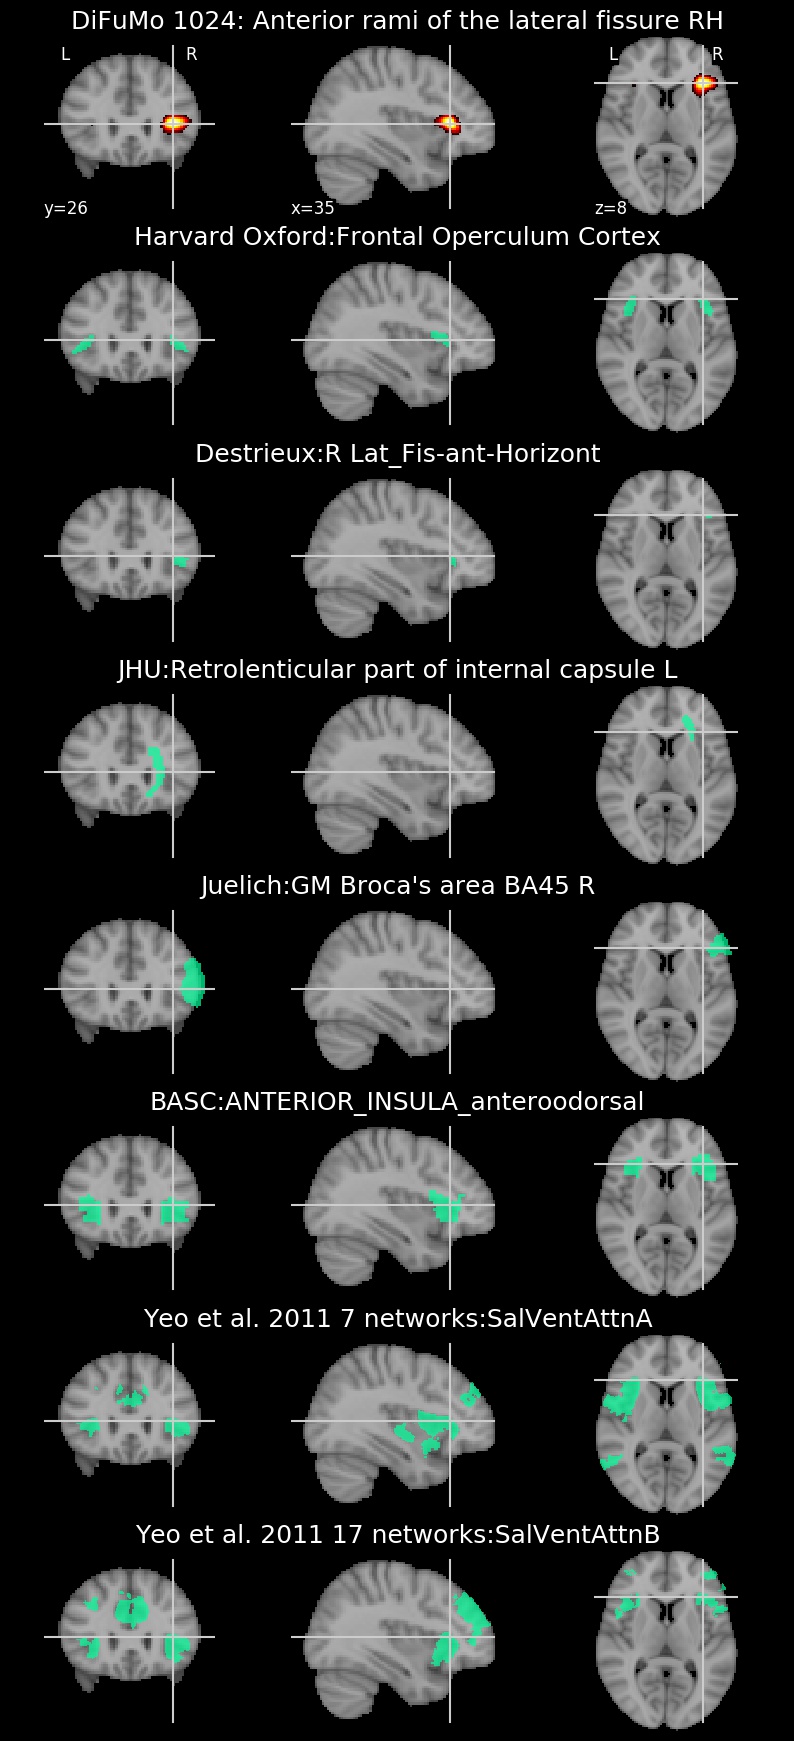 DiFuMo 1024: Anterior rami of the lateral fissure RH
L R L R
y=26 x=35 z=8
Harvard Oxford:Frontal Operculum Cortex
Destrieux:R Lat_Fis-ant-Horizont
JHU:Retrolenticular part of internal capsule L
Juelich:GM Broca's area BA45 R
BASC:ANTERIOR_INSULA_anteroodorsal
Yeo et al. 2011 7 networks:SalVentAttnA
Yeo et al. 2011 17 networks:SalVentAttnB